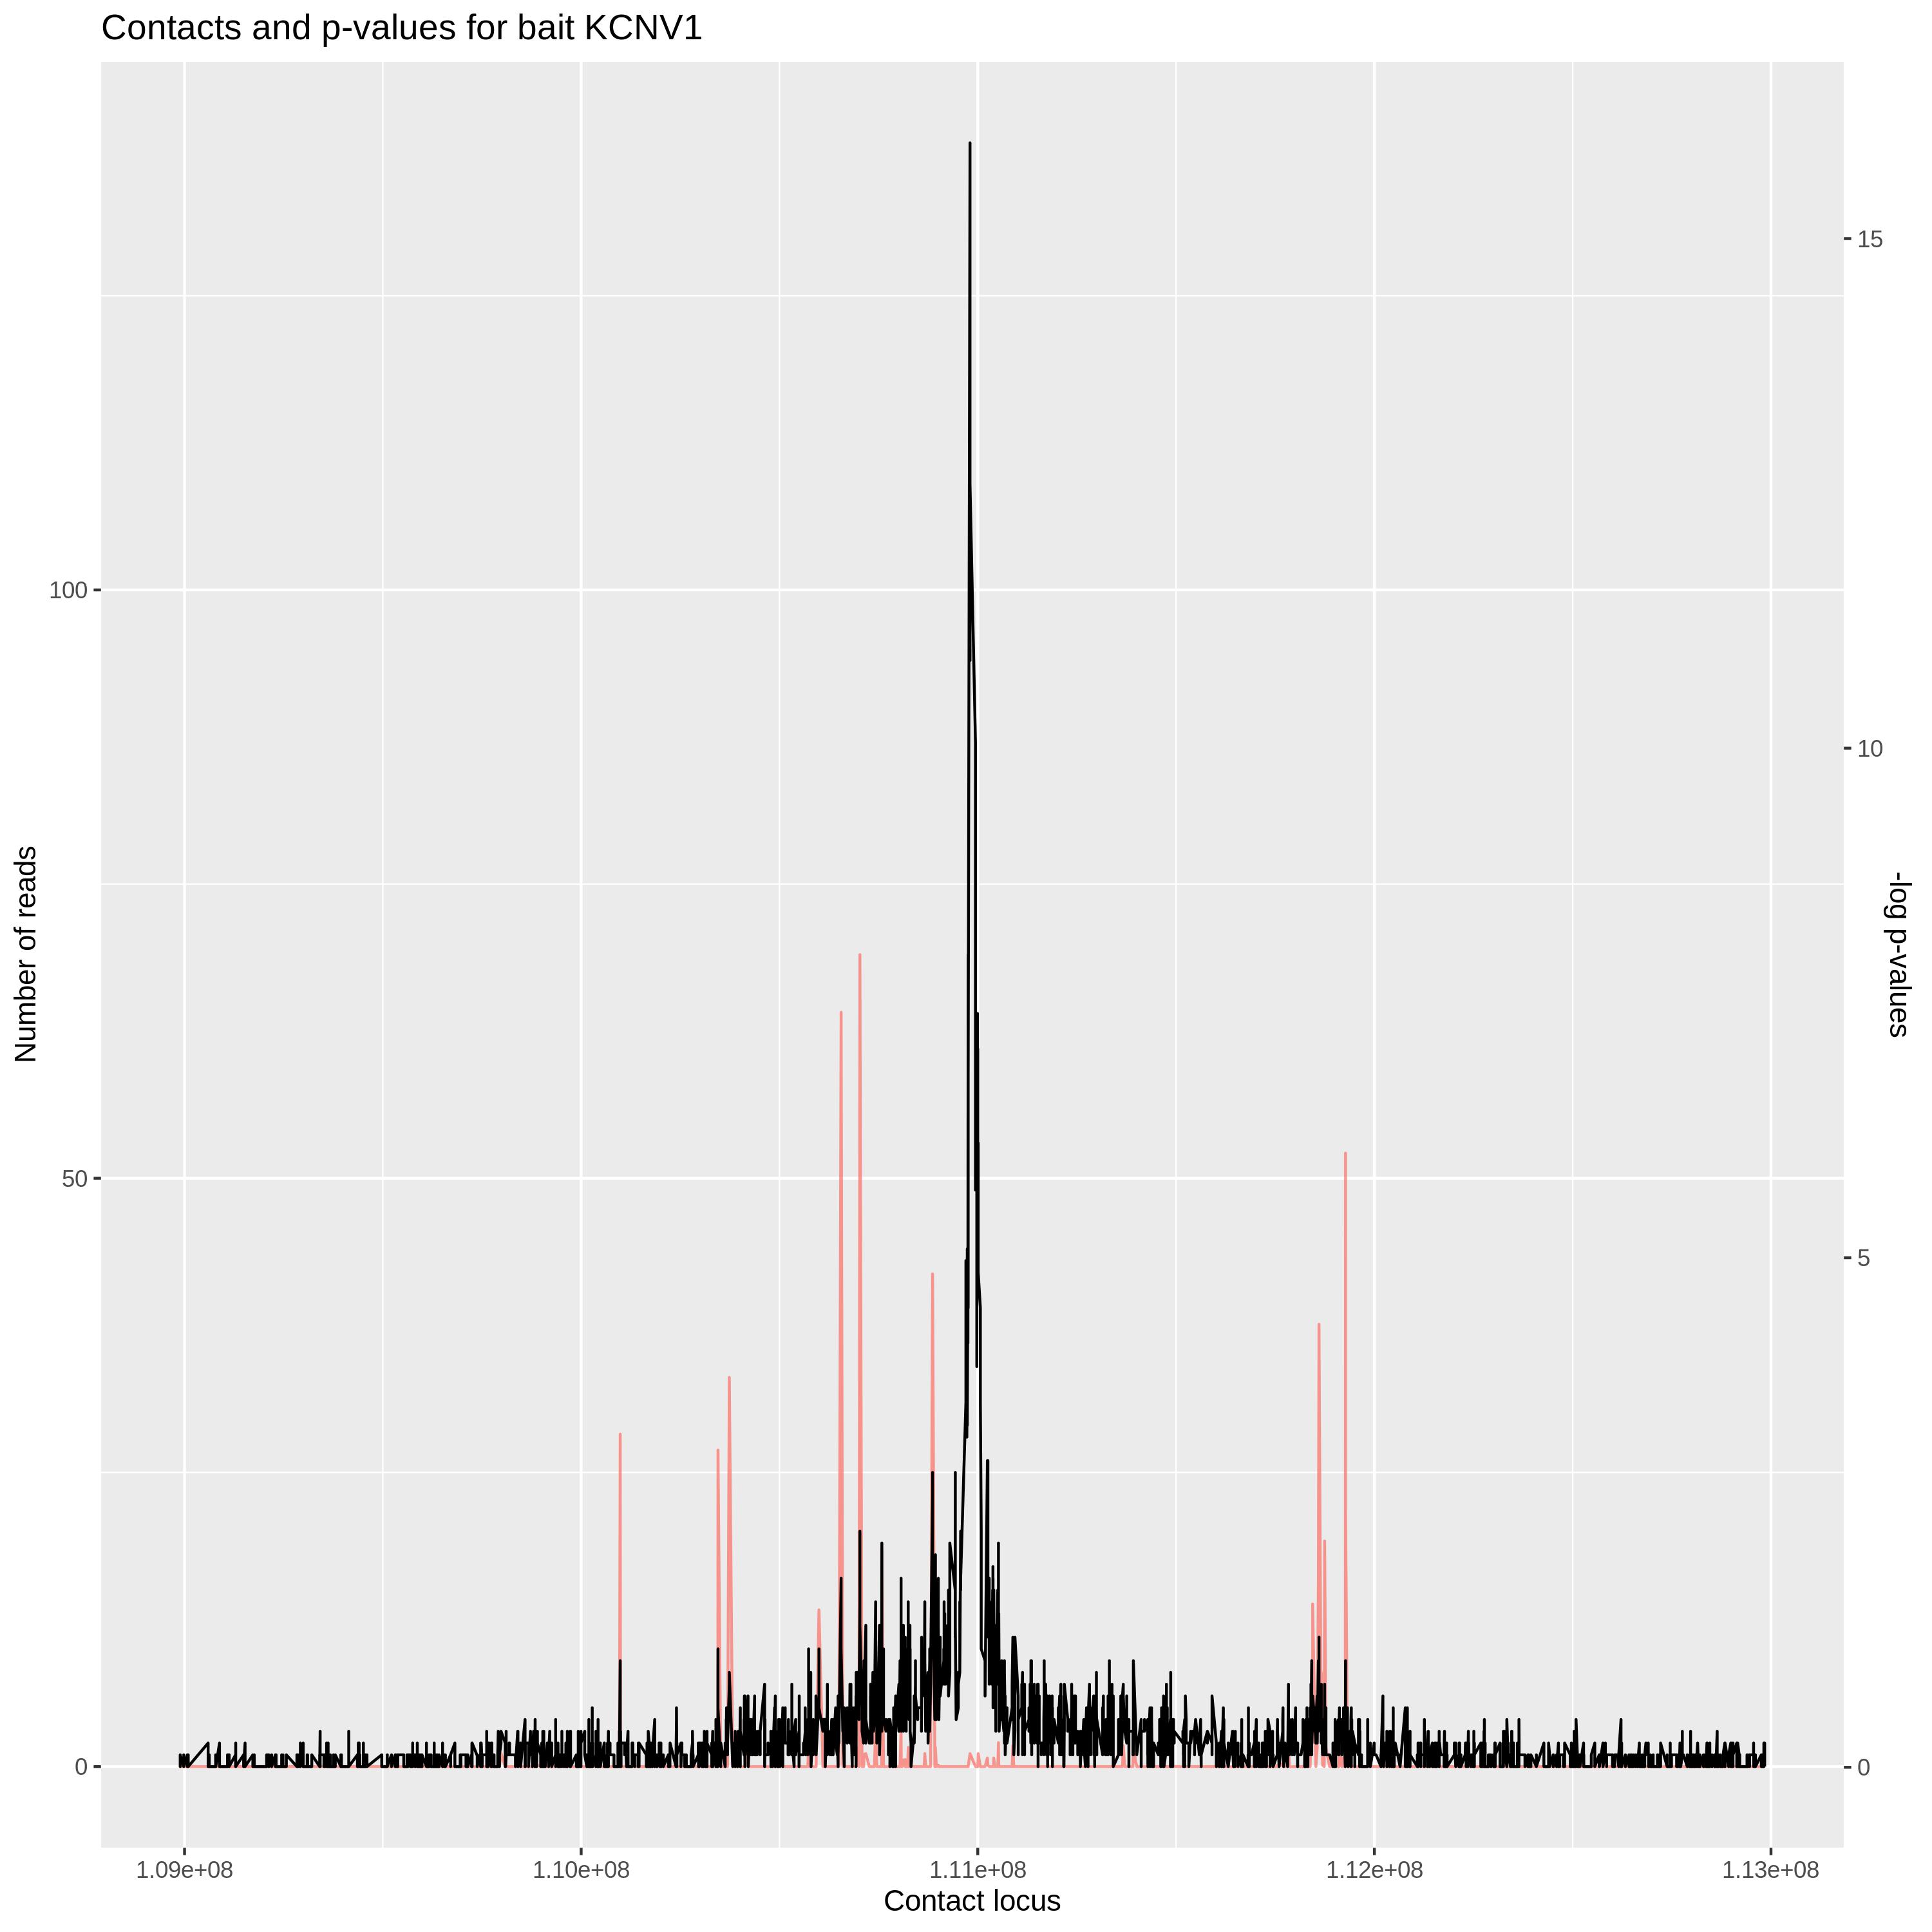 Contacts and p-values for bait KCNV1
Number of reads
100
50
0
15
10
5
0
-log p-values
1.09e+08
1.10e+08
1.11e+08
1.12e+08
1.13e+08
Contact locus